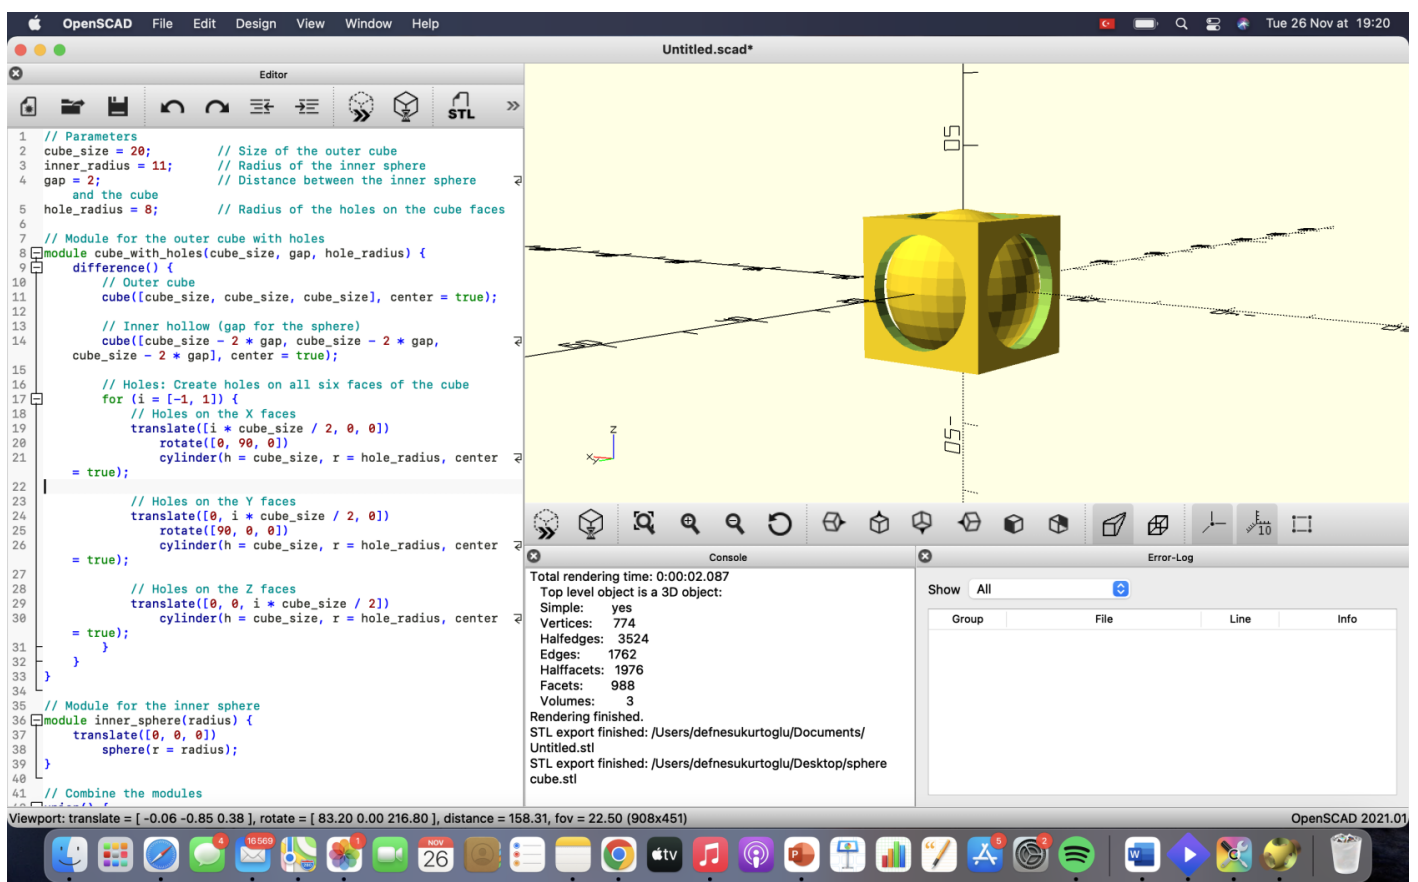 OpenSCAD File Edit Design View Window Help Tue 26 Nov at 19:20
Untitled.scad*
Editor
STL
1 // Parameters
2 cube_size = 20; // Size of the outer cube
3 inner_radius = 11; // Radius of the inner sphere
4 gap = 2; // Distance between the inner sphere
and the cube
5 hole_radius = 8; // Radius of the holes on the cube faces
6
7 // Module for the outer cube with holes
8 module cube_with_holes(cube_size, gap, hole_radius) {
9 difference() {
10 // Outer cube
11 cube([cube_size, cube_size, cube_size], center = true);
12
13 // Inner hollow (gap for the sphere)
14 cube([cube_size - 2 * gap, cube_size - 2 * gap,
cube_size - 2 * gap], center = true);
15
16 // Holes: Create holes on all six faces of the cube
17 for (i = [-1, 1]) {
18 // Holes on the X faces
19 translate([i * cube_size / 2, 0, 0])
20 rotate([0, 90, 0])
21 cylinder(h = cube_size, r = hole_radius, center
= true);
22
23 // Holes on the Y faces
24 translate([0, i * cube_size / 2, 0])
25 rotate([90, 0, 0])
26 cylinder(h = cube_size, r = hole_radius, center
= true);
27
28 // Holes on the Z faces
29 translate([0, 0, i * cube_size / 2])
30 cylinder(h = cube_size, r = hole_radius, center
= true);
31 }
32 }
33 }
34
35 // Module for the inner sphere
36 module inner_sphere(radius) {
37 translate([0, 0, 0])
38 sphere(r = radius);
39 }
40
41 // Combine the modules
50
-50
z
x
y
10
Console
Total rendering time: 0:00:02.087
Top level object is a 3D object:
Simple: yes
Vertices: 774
Halfedges: 3524
Edges: 1762
Halffacets: 1976
Facets: 988
Volumes: 3
Rendering finished.
STL export finished: /Users/defnesukurtoglu/Documents/
Untitled.stl
STL export finished: /Users/defnesukurtoglu/Desktop/sphere
cube.stl
Error-Log
Show All
Group File Line Info
Viewport: translate = [ -0.06 -0.85 0.38 ], rotate = [ 83.20 0.00 216.80 ], distance = 158.31, fov = 22.50 (908x451)
OpenSCAD 2021.01
4
16569
1
NOV
26
tv
5
2
W